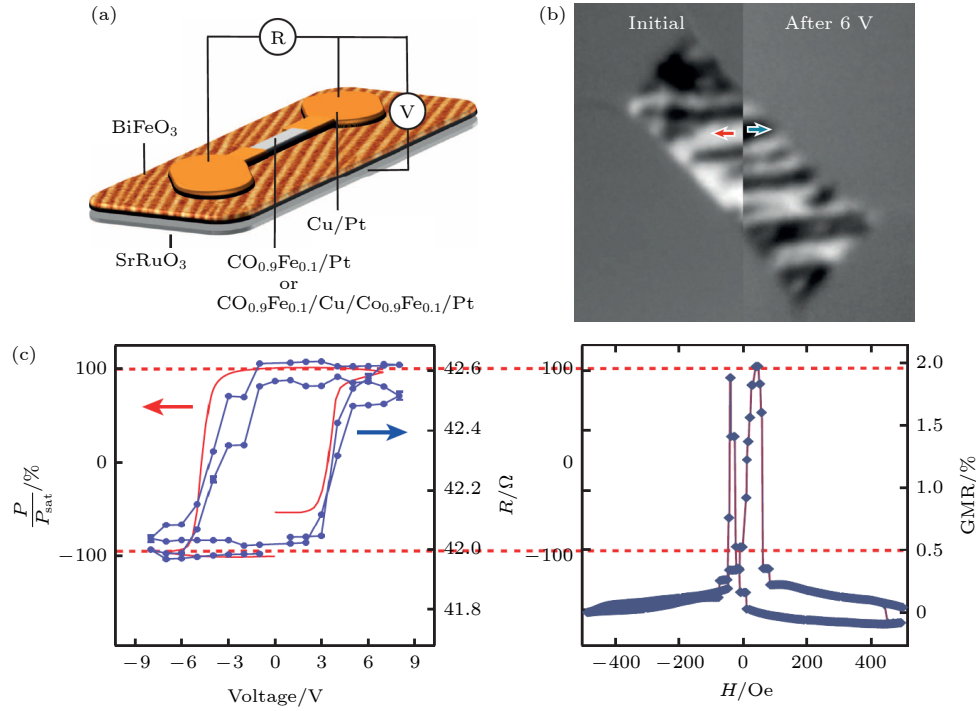 (a)
R
V
BiFeO3
Cu/Pt
SrRuO3
CO0.9Fe0.1/Pt
or
CO0.9Fe0.1/Cu/Co0.9Fe0.1/Pt
(b)
Initial
After 6 V
(c)
P/Psat/%
100
0
−100
−9
−6
−3
0
3
6
9
Voltage/V
42.6
42.4
42.2
42.0
41.8
R/Ω
100
0
−100
−400
−200
0
200
400
H/Oe
2.0
1.5
1.0
0.5
0
GMR/%